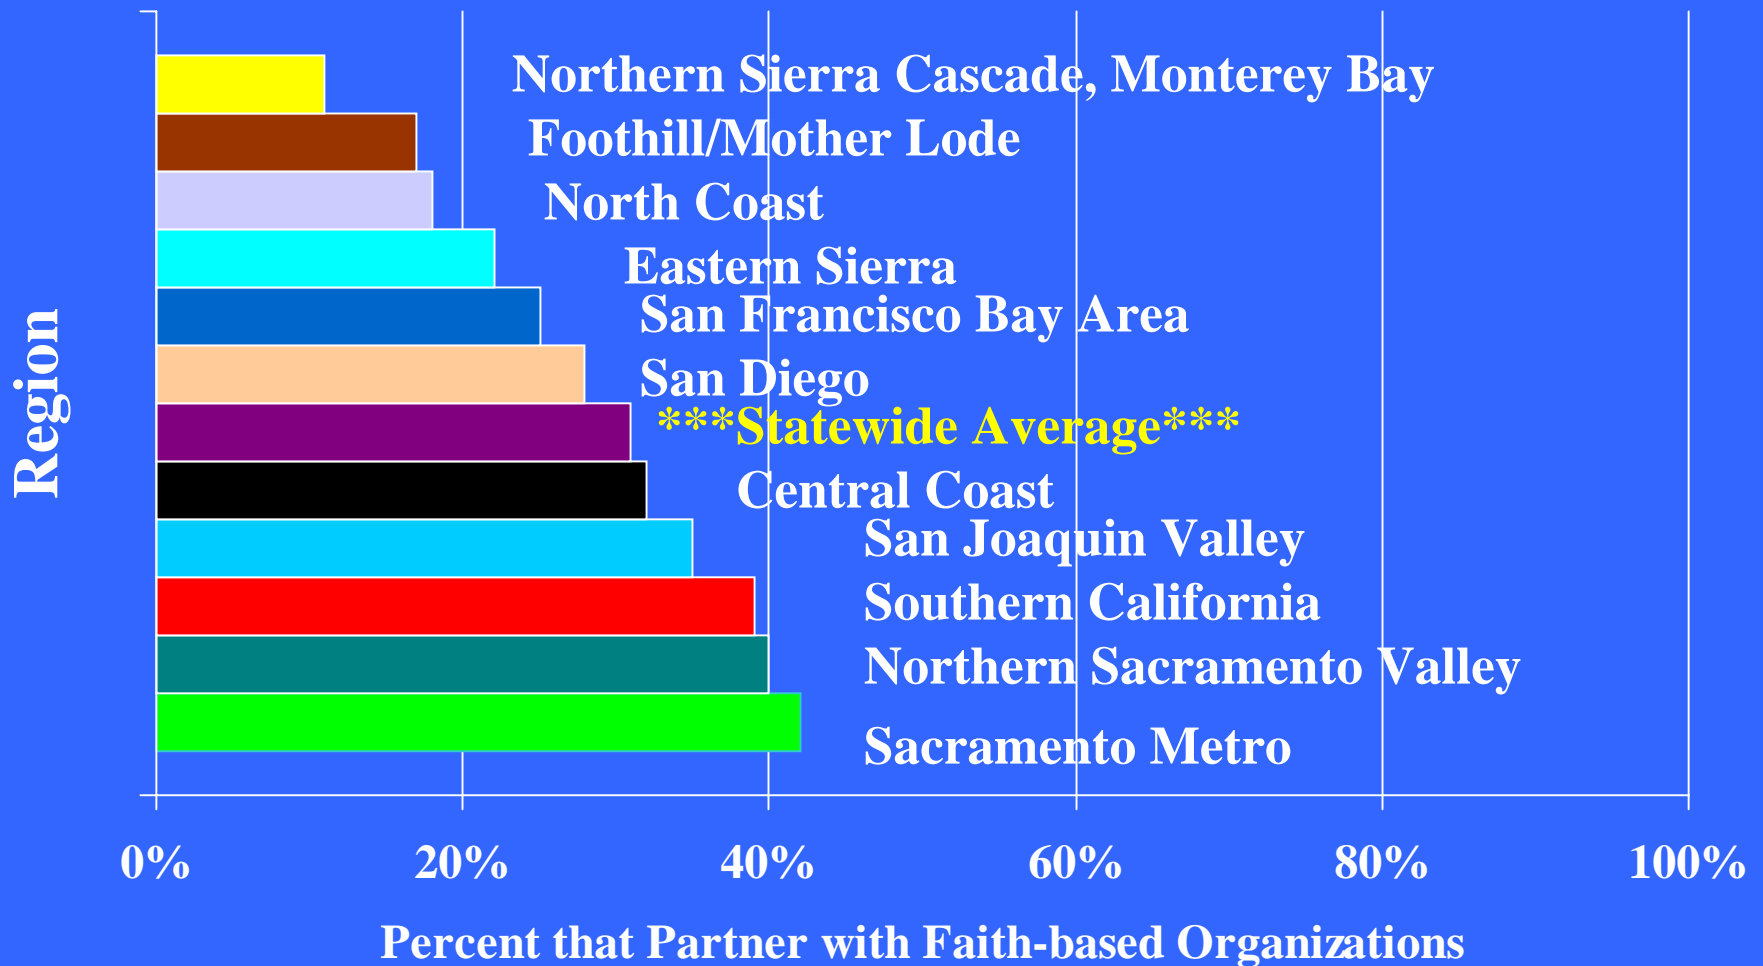 Northern Sierra Cascade, Monterey Bay
Foothill/Mother Lode
North Coast
Eastern Sierra
San Francisco Bay Area
San Diego
***Statewide Average***
Central Coast
San Joaquin Valley
Southern California
Northern Sacramento Valley
Sacramento Metro
Region
0% 20% 40% 60% 80% 100%
Percent that Partner with Faith-based Organizations